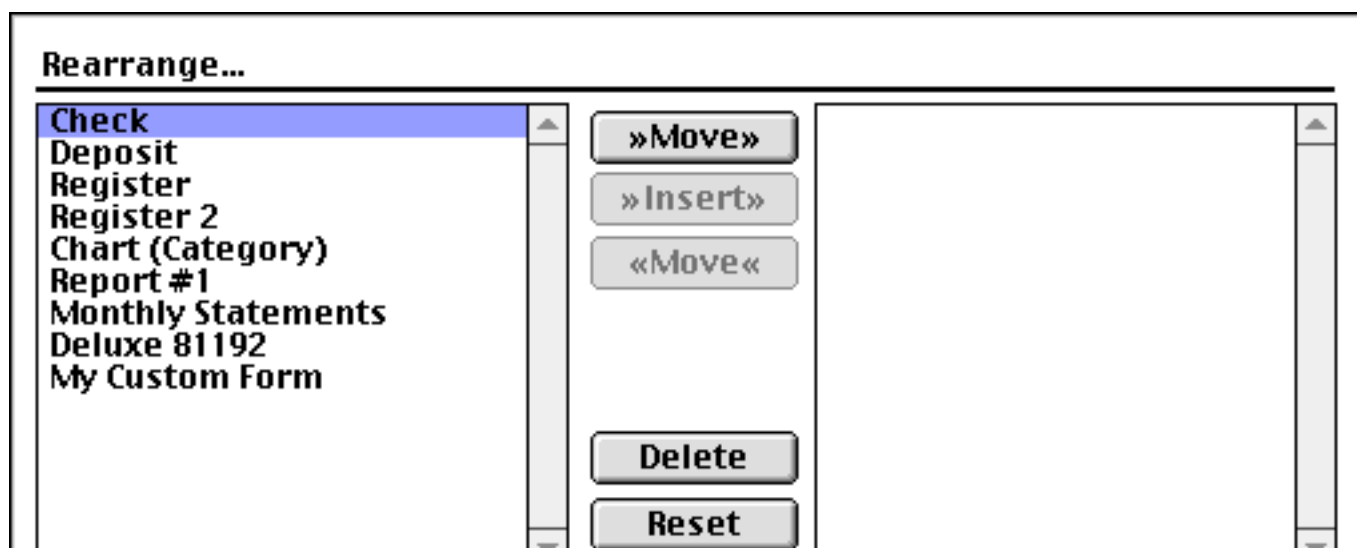 Rearrange...
Check
Deposit
Register
Register 2
Chart (Category)
Report #1
Monthly Statements
Deluxe 81192
My Custom Form
»Move»
»Insert»
«Move«
Delete
Reset